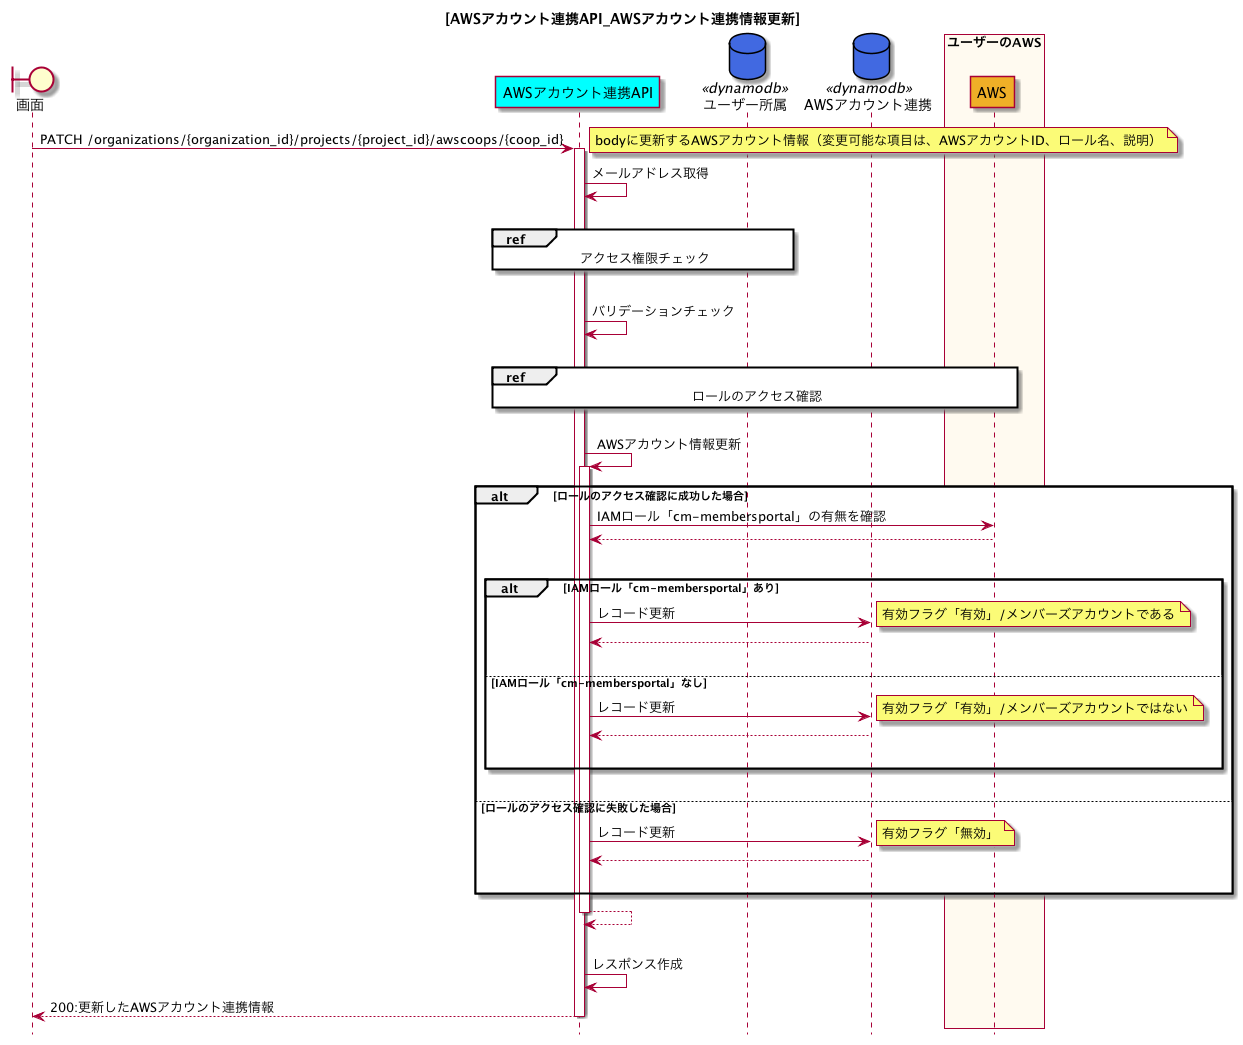 [AWSアカウント連携API_AWSアカウント連携情報更新]
ユーザーのAWS
画面
AWSアカウント連携API
«dynamodb»
ユーザー所属
«dynamodb»
AWSアカウント連携
AWS
PATCH /organizations/{organization_id}/projects/{project_id}/awscoops/{coop_id}
bodyに更新するAWSアカウント情報（変更可能な項目は、AWSアカウントID、ロール名、説明）
メールアドレス取得
ref
アクセス権限チェック
バリデーションチェック
ref
ロールのアクセス確認
AWSアカウント情報更新
alt
[ロールのアクセス確認に成功した場合]
IAMロール「cm-membersportal」の有無を確認
alt
[IAMロール「cm-membersportal」あり]
レコード更新
有効フラグ「有効」/メンバーズアカウントである
[IAMロール「cm-membersportal」なし]
レコード更新
有効フラグ「有効」/メンバーズアカウントではない
[ロールのアクセス確認に失敗した場合]
レコード更新
有効フラグ「無効」
レスポンス作成
200:更新したAWSアカウント連携情報